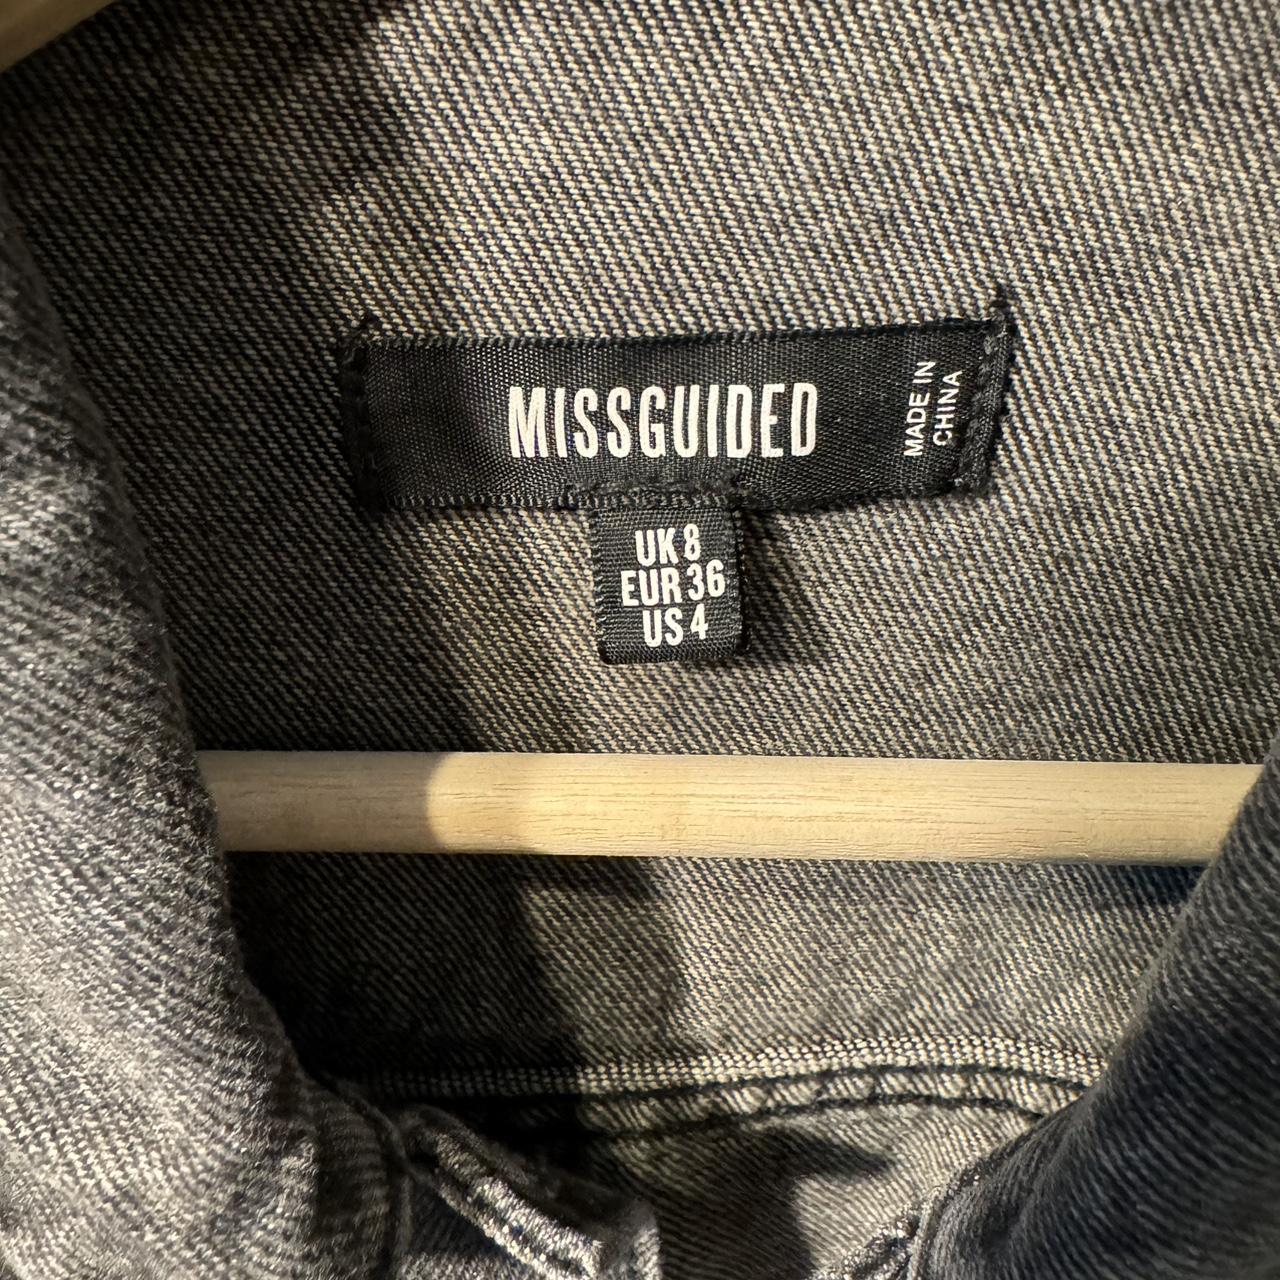 MISSGUIDED
MADE IN
CHINA
UK 8
EUR 36
US 4